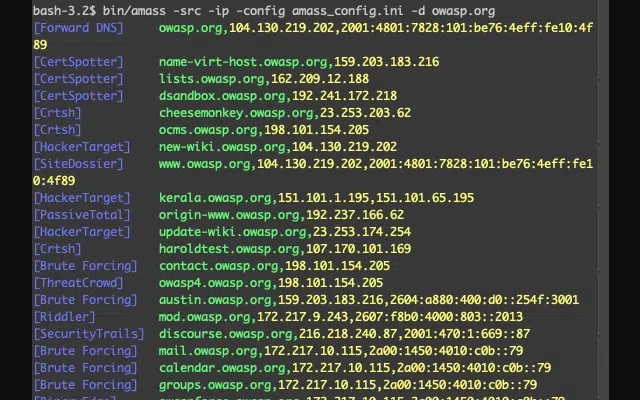 bash-3.2$ bin/amass -src -ip -config amass_config.ini -d owasp.org
[Forward DNS] owasp.org,104.130.219.202,2001:4801:7828:101:be76:4eff:fe10:4f
89
[CertSpotter] name-virt-host.owasp.org,159.203.183.216
[CertSpotter] lists.owasp.org,162.209.12.188
[CertSpotter] dsandbox.owasp.org,192.241.172.218
[Crtsh] cheesemonkey.owasp.org,23.253.203.62
[Crtsh] ocms.owasp.org,198.101.154.205
[HackerTarget] new-wiki.owasp.org,104.130.219.202
[SiteDossier] www.owasp.org,104.130.219.202,2001:4801:7828:101:be76:4eff:fe1
0:4f89
[HackerTarget] kerala.owasp.org,151.101.1.195,151.101.65.195
[PassiveTotal] origin-www.owasp.org,192.237.166.62
[HackerTarget] update-wiki.owasp.org,23.253.174.254
[Crtsh] haroldtest.owasp.org,107.170.101.169
[Brute Forcing] contact.owasp.org,198.101.154.205
[ThreatCrowd] owasp4.owasp.org,198.101.154.205
[Brute Forcing] austin.owasp.org,159.203.183.216,2604:a880:400:d0::254f:3001
[Riddler] mod.owasp.org,172.217.9.243,2607:f8b0:4000:803::2013
[SecurityTrails] discourse.owasp.org,216.218.240.87,2001:470:1:669::87
[Brute Forcing] mail.owasp.org,172.217.10.115,2a00:1450:4010:c0b::79
[Brute Forcing] calendar.owasp.org,172.217.10.115,2a00:1450:4010:c0b::79
[Brute Forcing] groups.owasp.org,172.217.10.115,2a00:1450:4010:c0b::79